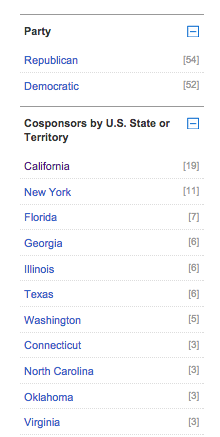 Party
Republican [54]
Democratic [52]
Cosponsors by U.S. State or
Territory
California [19]
New York [11]
Florida [7]
Georgia [6]
Illinois [6]
Texas [6]
Washington [5]
Connecticut [3]
North Carolina [3]
Oklahoma [3]
Virginia [3]